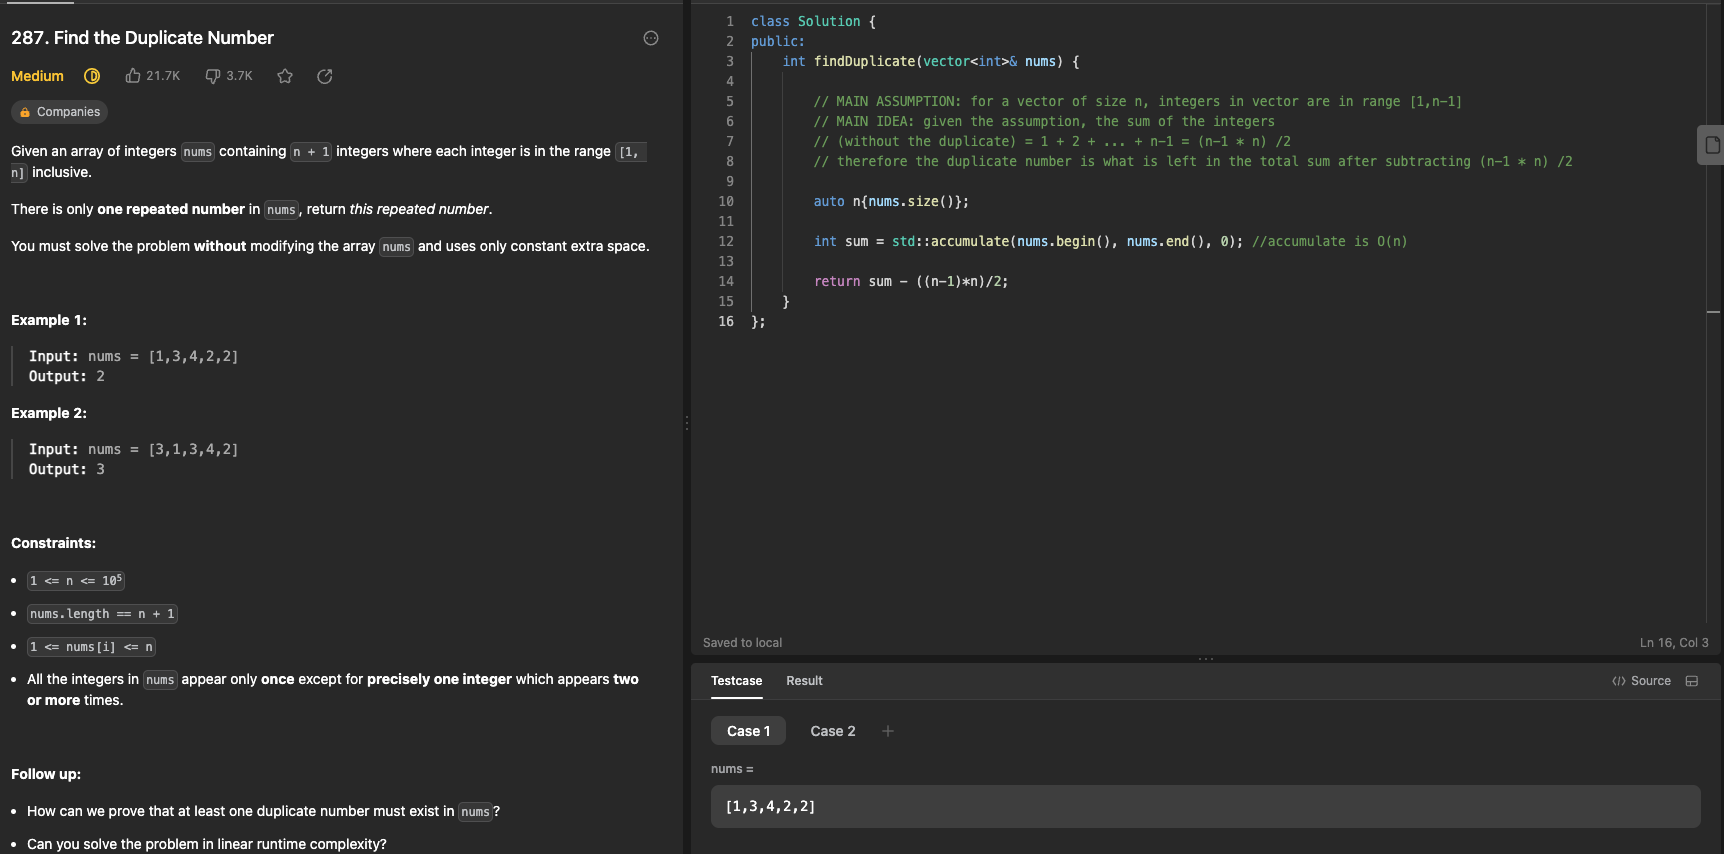 287. Find the Duplicate Number
Medium 21.7K 3.7K
Companies
Given an array of integers nums containing n + 1 integers where each integer is in the range [1,
n] inclusive.
There is only one repeated number in nums, return this repeated number.
You must solve the problem without modifying the array nums and uses only constant extra space.
Example 1:
Input: nums = [1,3,4,2,2]
Output: 2
Example 2:
Input: nums = [3,1,3,4,2]
Output: 3
Constraints:
• 1 <= n <= 10⁵
• nums.length == n + 1
• 1 <= nums[i] <= n
• All the integers in nums appear only once except for precisely one integer which appears two
or more times.
Follow up:
• How can we prove that at least one duplicate number must exist in nums?
• Can you solve the problem in linear runtime complexity?
1 class Solution {
2 public:
3 int findDuplicate(vector<int>& nums) {
4
5 // MAIN ASSUMPTION: for a vector of size n, integers in vector are in range [1,n-1]
6 // MAIN IDEA: given the assumption, the sum of the integers
7 // (without the duplicate) = 1 + 2 + ... + n-1 = (n-1 * n) /2
8 // therefore the duplicate number is what is left in the total sum after subtracting (n-1 * n) /2
9
10 auto n{nums.size()};
11
12 int sum = std::accumulate(nums.begin(), nums.end(), 0); //accumulate is O(n)
13
14 return sum - ((n-1)*n)/2;
15 }
16 };
Saved to local
Ln 16, Col 3
Testcase Result
</> Source
Case 1 Case 2 +
nums =
[1,3,4,2,2]